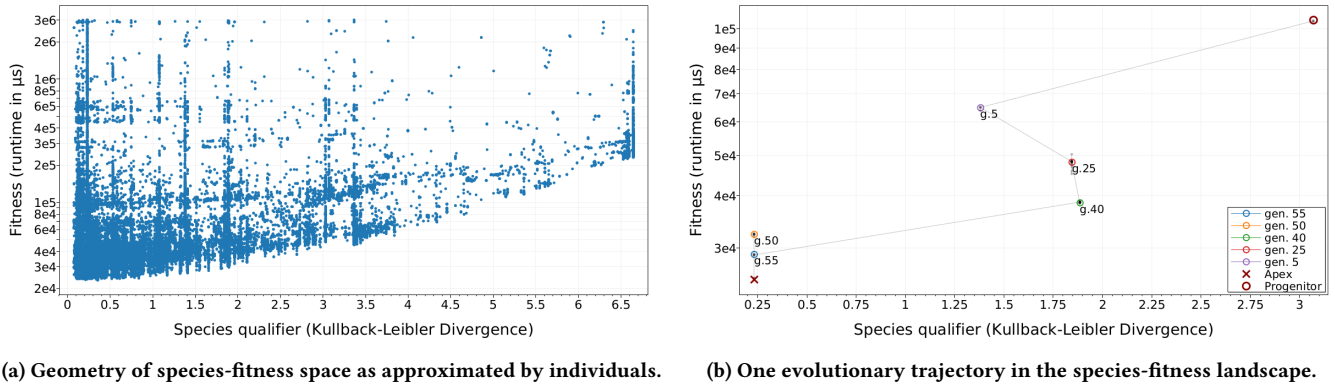 3e6
2e6
1e6
8e5
6e5
4e5
2e5
1e5
8e4
6e4
4e4
3e4
2e4
Fitness (runtime in µs)
0 0.5 1 1.5 2 2.5 3 3.5 4 4.5 5 5.5 6 6.5
Species qualifier (Kullback-Leibler Divergence)
(a) Geometry of species-fitness space as approximated by individuals.
1e5
9e4
8e4
7e4
6e4
5e4
4e4
3e4
Fitness (runtime in µs)
g.5
g.25
g.40
g.50
g.55
gen. 55
gen. 50
gen. 40
gen. 25
gen. 5
Apex
Progenitor
0.25 0.5 0.75 1 1.25 1.5 1.75 2 2.25 2.5 2.75 3
Species qualifier (Kullback-Leibler Divergence)
(b) One evolutionary trajectory in the species-fitness landscape.